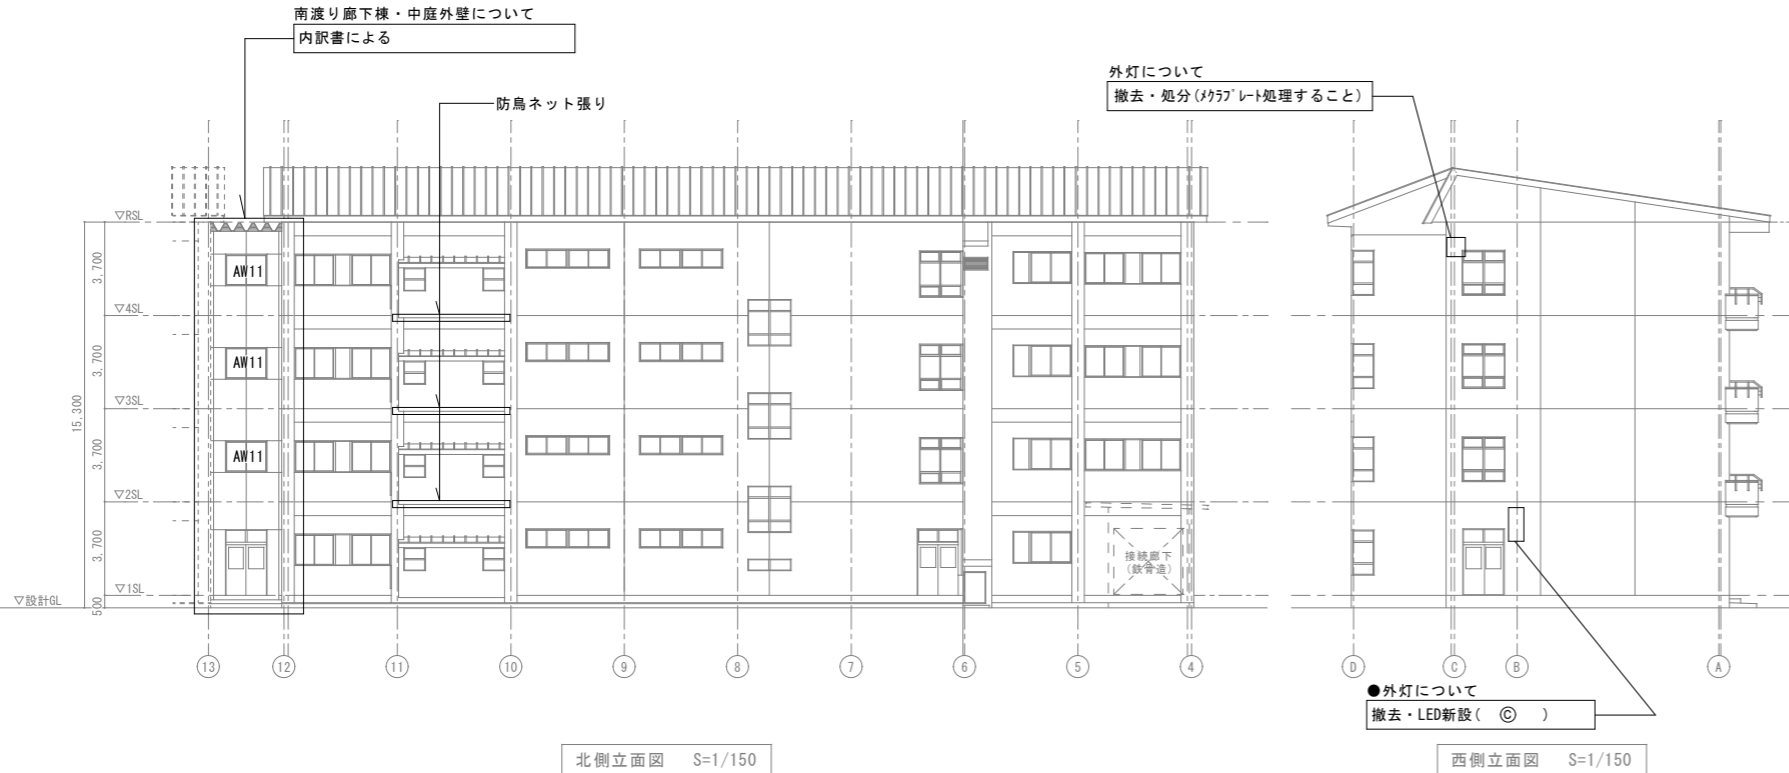 南渡り廊下棟・中庭外壁について
内訳書による
防鳥ネット張り
外灯について
撤去・処分(ﾒｸﾗﾌﾟﾚｰﾄ処理すること)
▽RSL
3,700
AW11
▽4SL
3,700
AW11
▽3SL
15,300
3,700
AW11
▽2SL
3,700
接続廊下
(鉄骨造)
▽1SL
▽設計GL
500
13 12 11 10 9 8 7 6 5 4
D C B A
●外灯について
撤去・LED新設( Ⓒ )
北側立面図 S=1/150
西側立面図 S=1/150